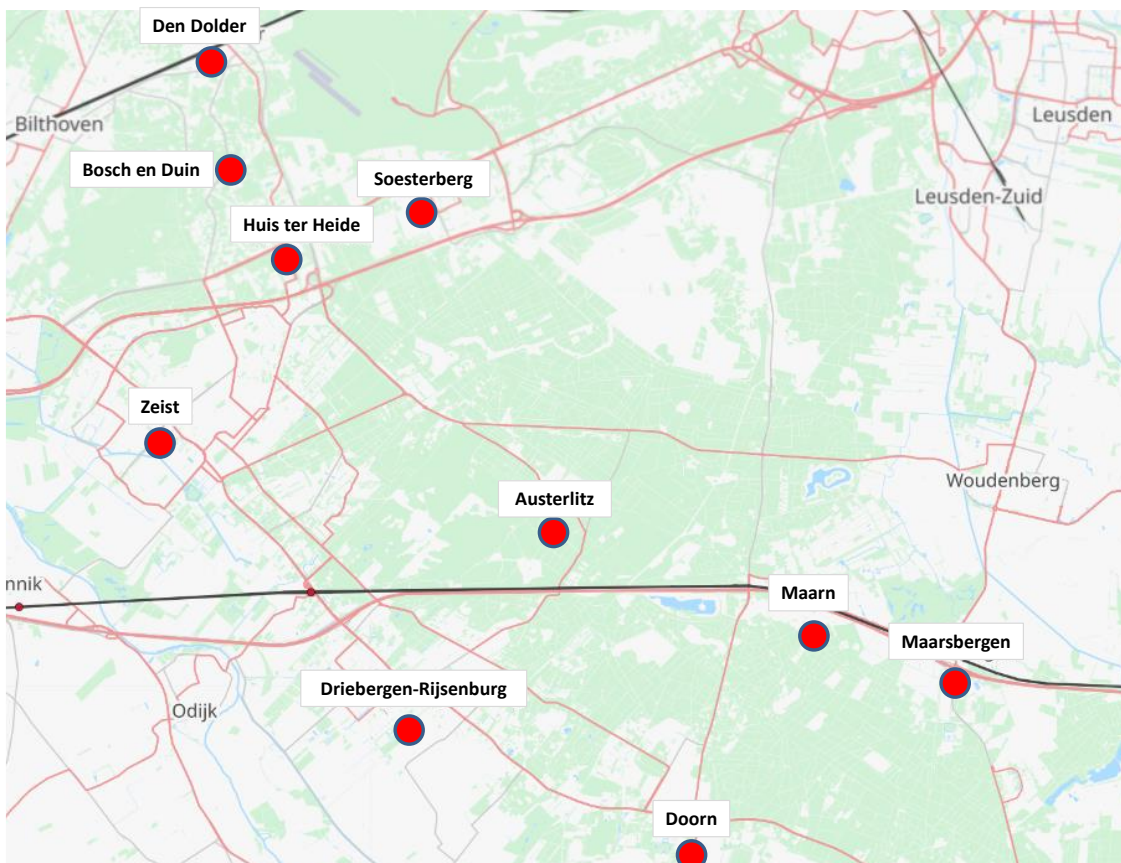 Den Dolder
Bilthoven
Leusden
Bosch en Duin
Soesterberg
Leusden-Zuid
Huis ter Heide
Zeist
Woudenberg
Austerlitz
nnik
Maarn
Maarsbergen
Driebergen-Rijsenburg
Odijk
Doorn